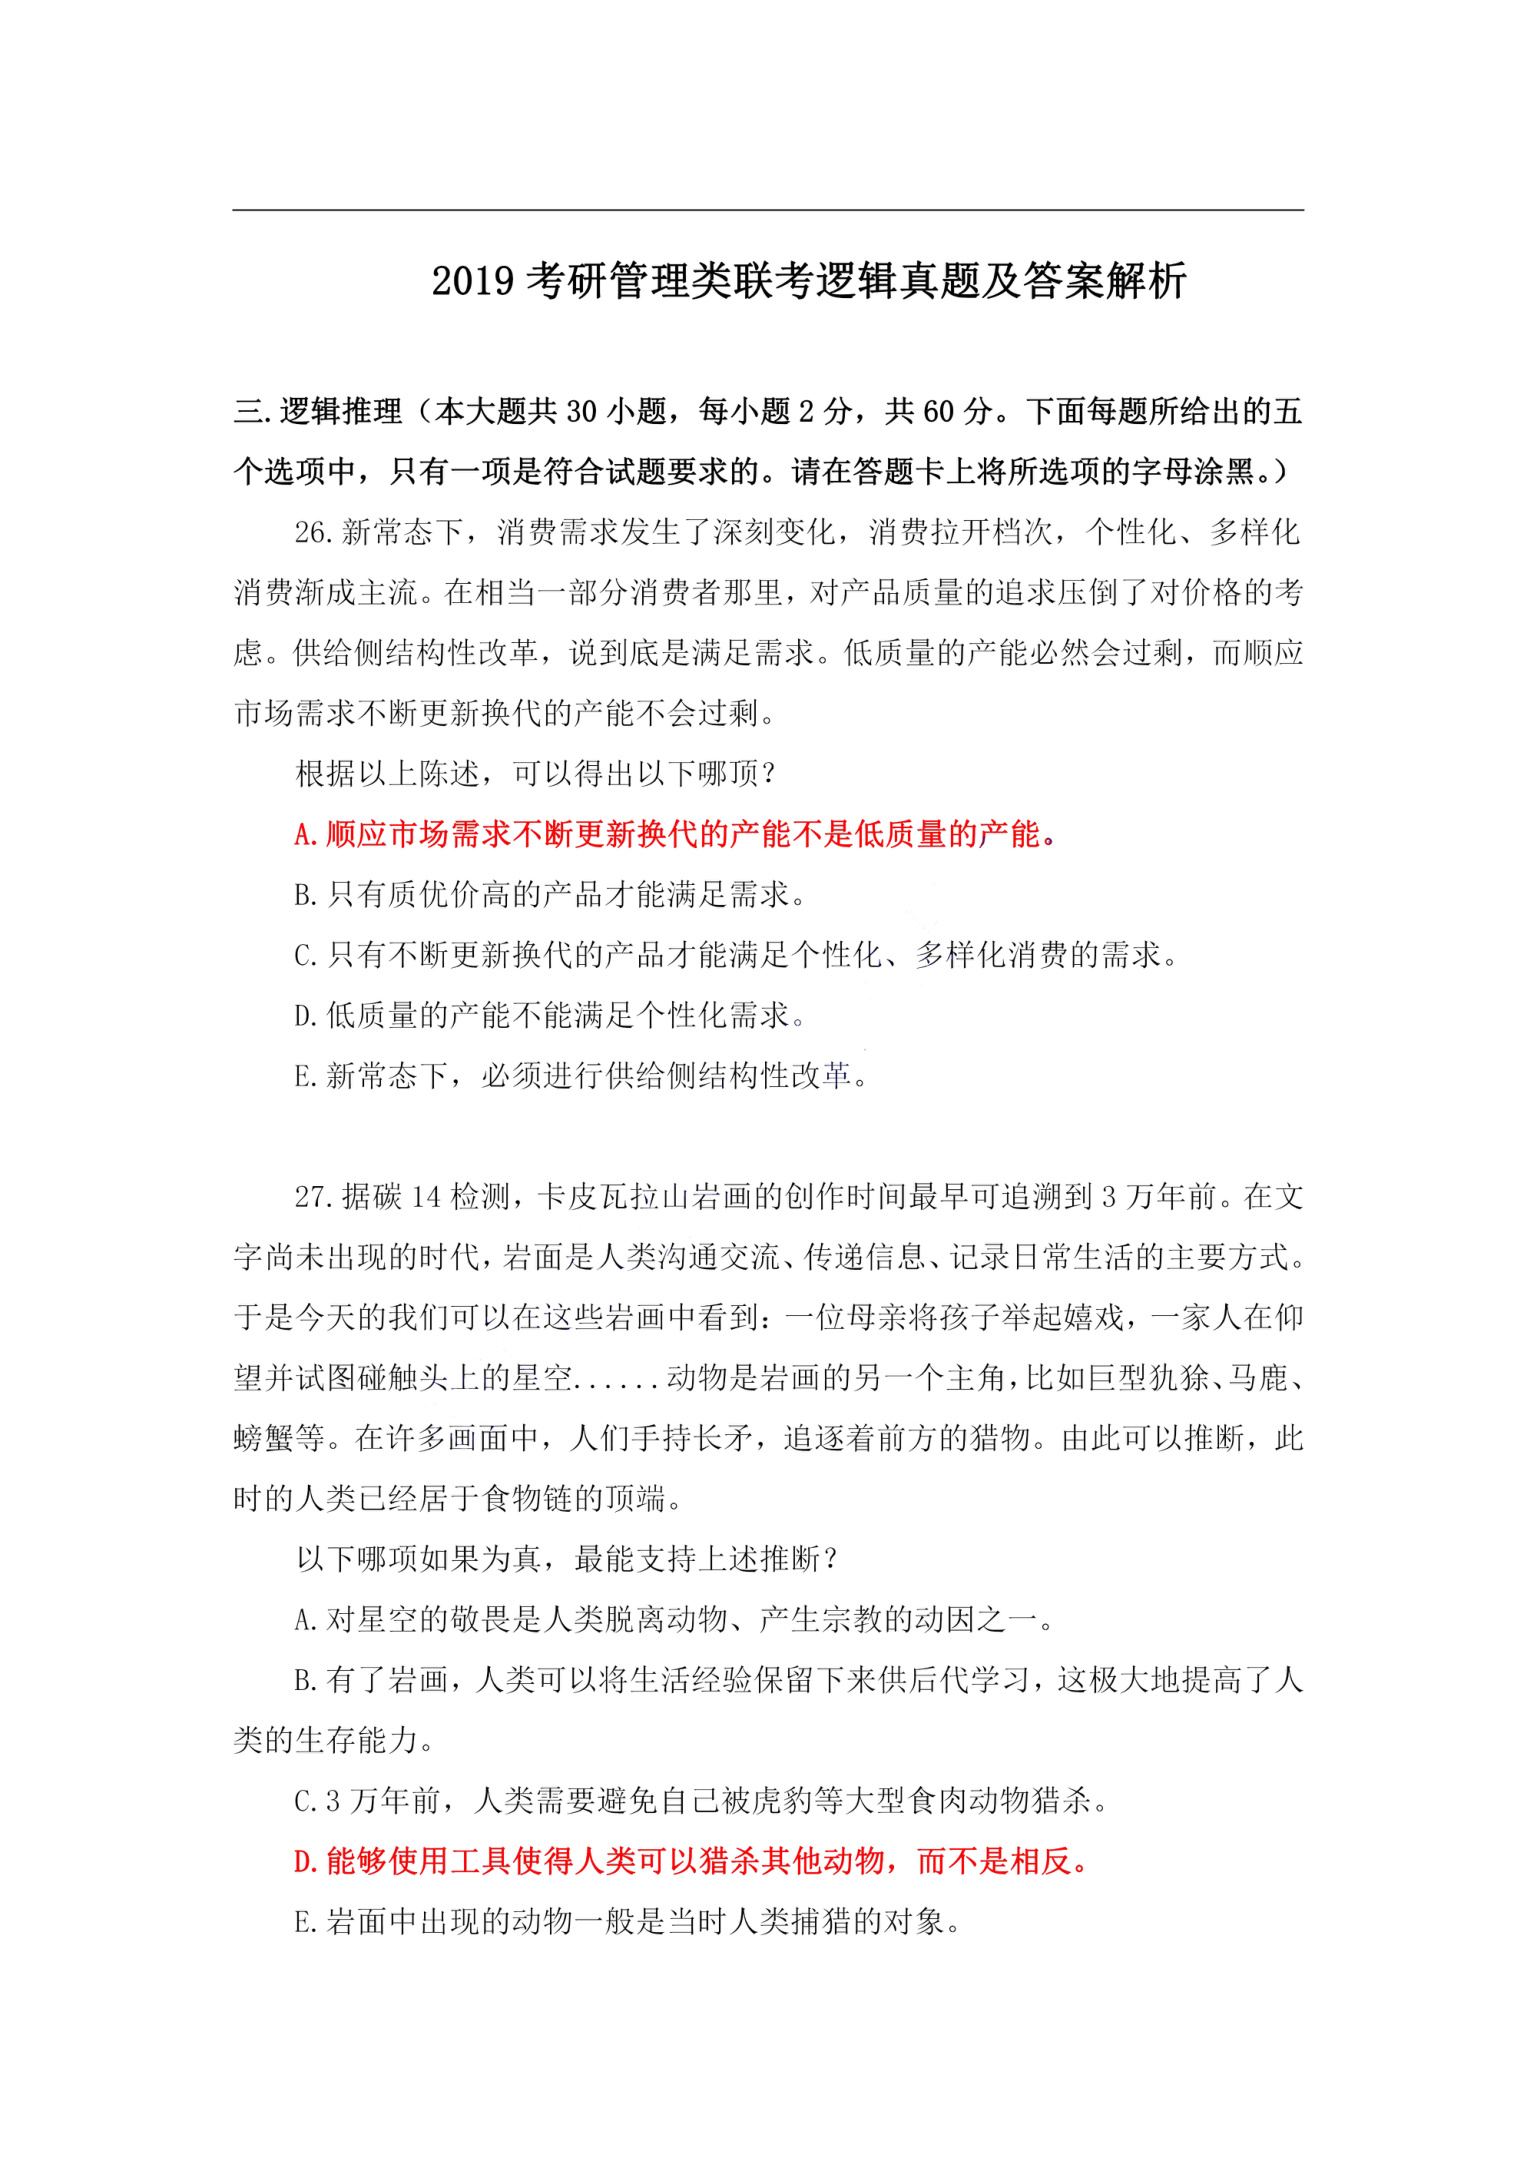 2019 考研管理类联考逻辑真题及答案解析
三. 逻辑推理（本大题共 30 小题，每小题 2 分，共 60 分。下面每题所给出的五
个选项中，只有一项是符合试题要求的。请在答题卡上将所选项的字母涂黑。）
26. 新常态下，消费需求发生了深刻变化，消费拉开档次，个性化、多样化
消费渐成主流。在相当一部分消费者那里，对产品质量的追求压倒了对价格的考
虑。供给侧结构性改革，说到底是满足需求。低质量的产能必然会过剩，而顺应
市场需求不断更新换代的产能不会过剩。
根据以上陈述，可以得出以下哪顶？
A. 顺应市场需求不断更新换代的产能不是低质量的产能。
B. 只有质优价高的产品才能满足需求。
C. 只有不断更新换代的产品才能满足个性化、多样化消费的需求。
D. 低质量的产能不能满足个性化需求。
E. 新常态下，必须进行供给侧结构性改革。
27. 据碳 14 检测，卡皮瓦拉山岩画的创作时间最早可追溯到 3 万年前。在文
字尚未出现的时代，岩面是人类沟通交流、传递信息、记录日常生活的主要方式。
于是今天的我们可以在这些岩画中看到：一位母亲将孩子举起嬉戏，一家人在仰
望并试图碰触头上的星空......动物是岩画的另一个主角，比如巨型犰狳、马鹿、
螃蟹等。在许多画面中，人们手持长矛，追逐着前方的猎物。由此可以推断，此
时的人类已经居于食物链的顶端。
以下哪项如果为真，最能支持上述推断？
A. 对星空的敬畏是人类脱离动物、产生宗教的动因之一。
B. 有了岩画，人类可以将生活经验保留下来供后代学习，这极大地提高了人
类的生存能力。
C. 3 万年前，人类需要避免自己被虎豹等大型食肉动物猎杀。
D. 能够使用工具使得人类可以猎杀其他动物，而不是相反。
E. 岩面中出现的动物一般是当时人类捕猎的对象。